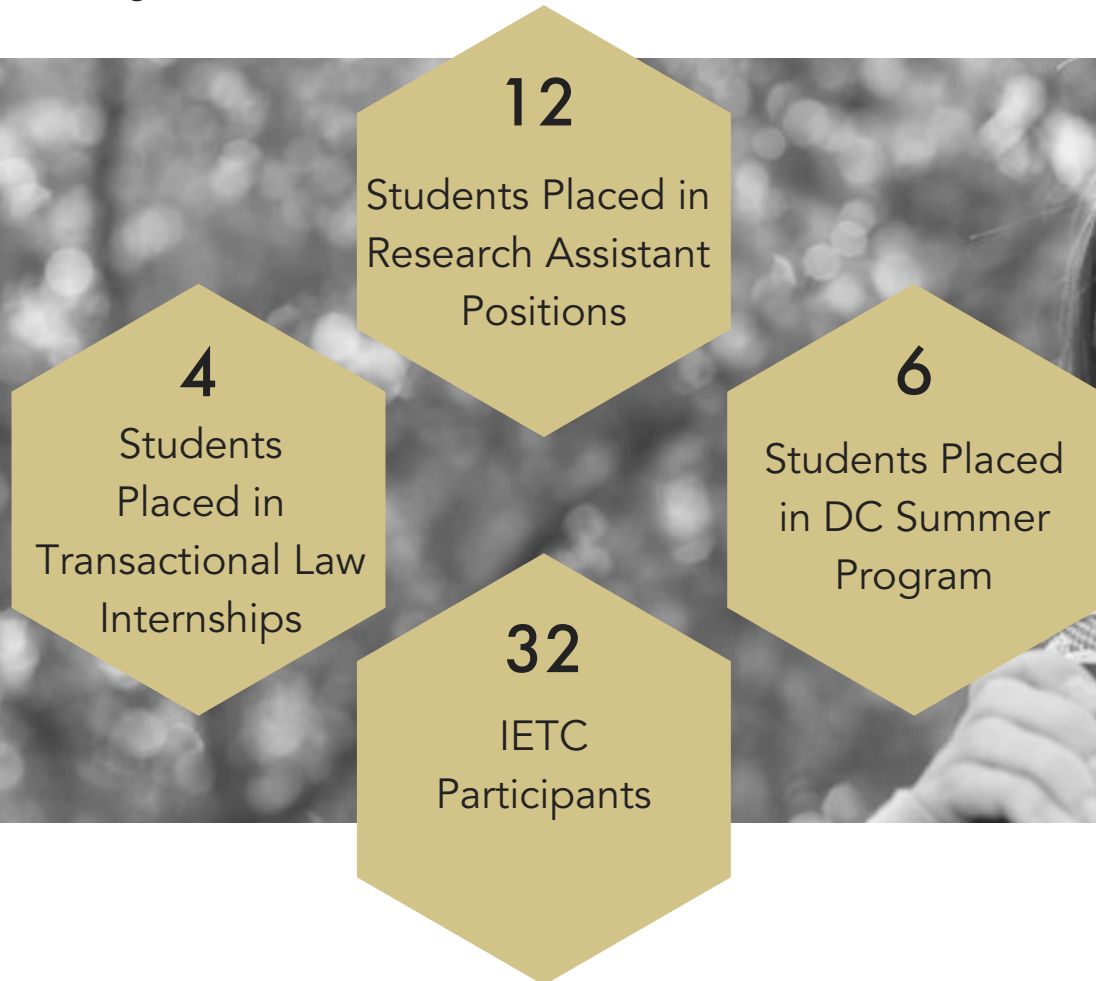 12
Students Placed in
Research Assistant
Positions
4
Students
Placed in
Transactional Law
Internships
6
Students Placed
in DC Summer
Program
32
IETC
Participants